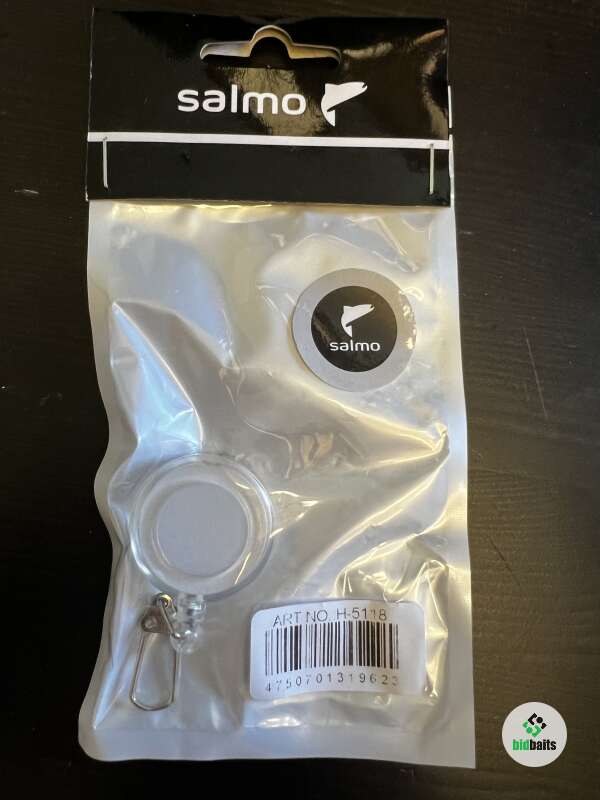 salmo
salmo
ART NO. H-5118
4750701319623
bidbaits